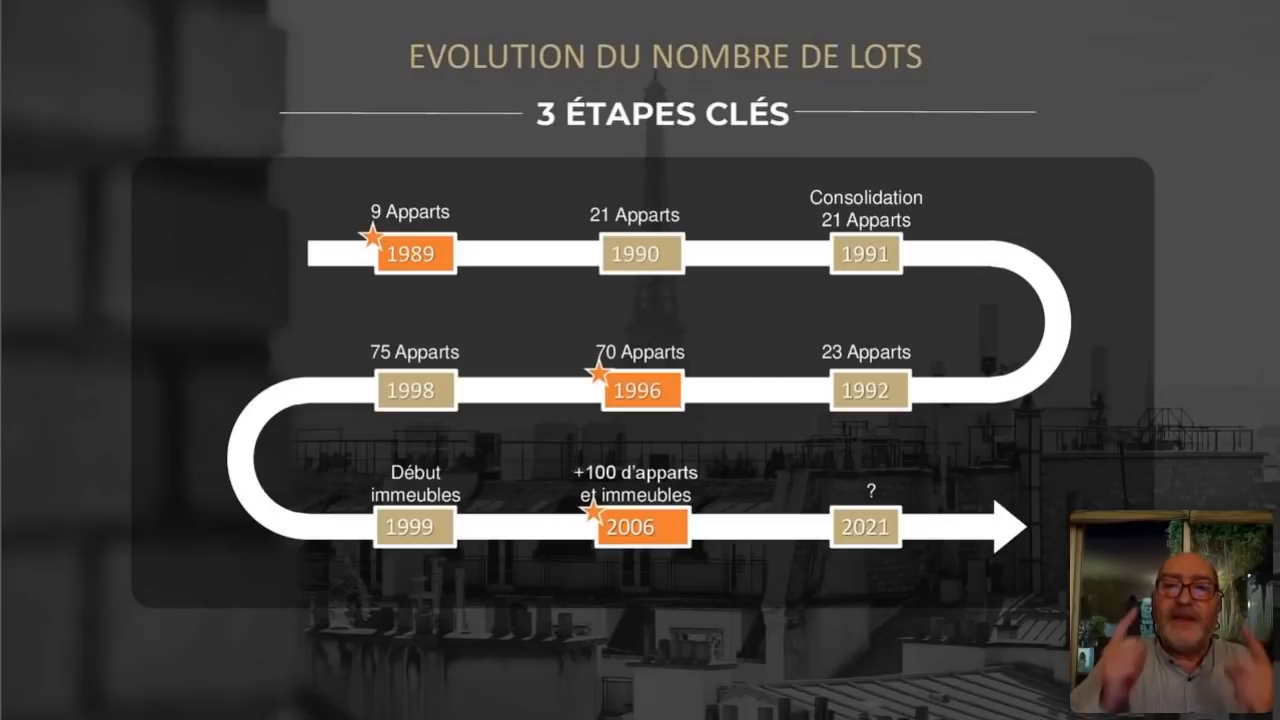 EVOLUTION DU NOMBRE DE LOTS
3 ÉTAPES CLÉS
9 Apparts
1989
21 Apparts
1990
Consolidation
21 Apparts
1991
75 Apparts
1998
70 Apparts
1996
23 Apparts
1992
Début
immeubles
1999
+100 d'apparts
et immeubles
2006
?
2021